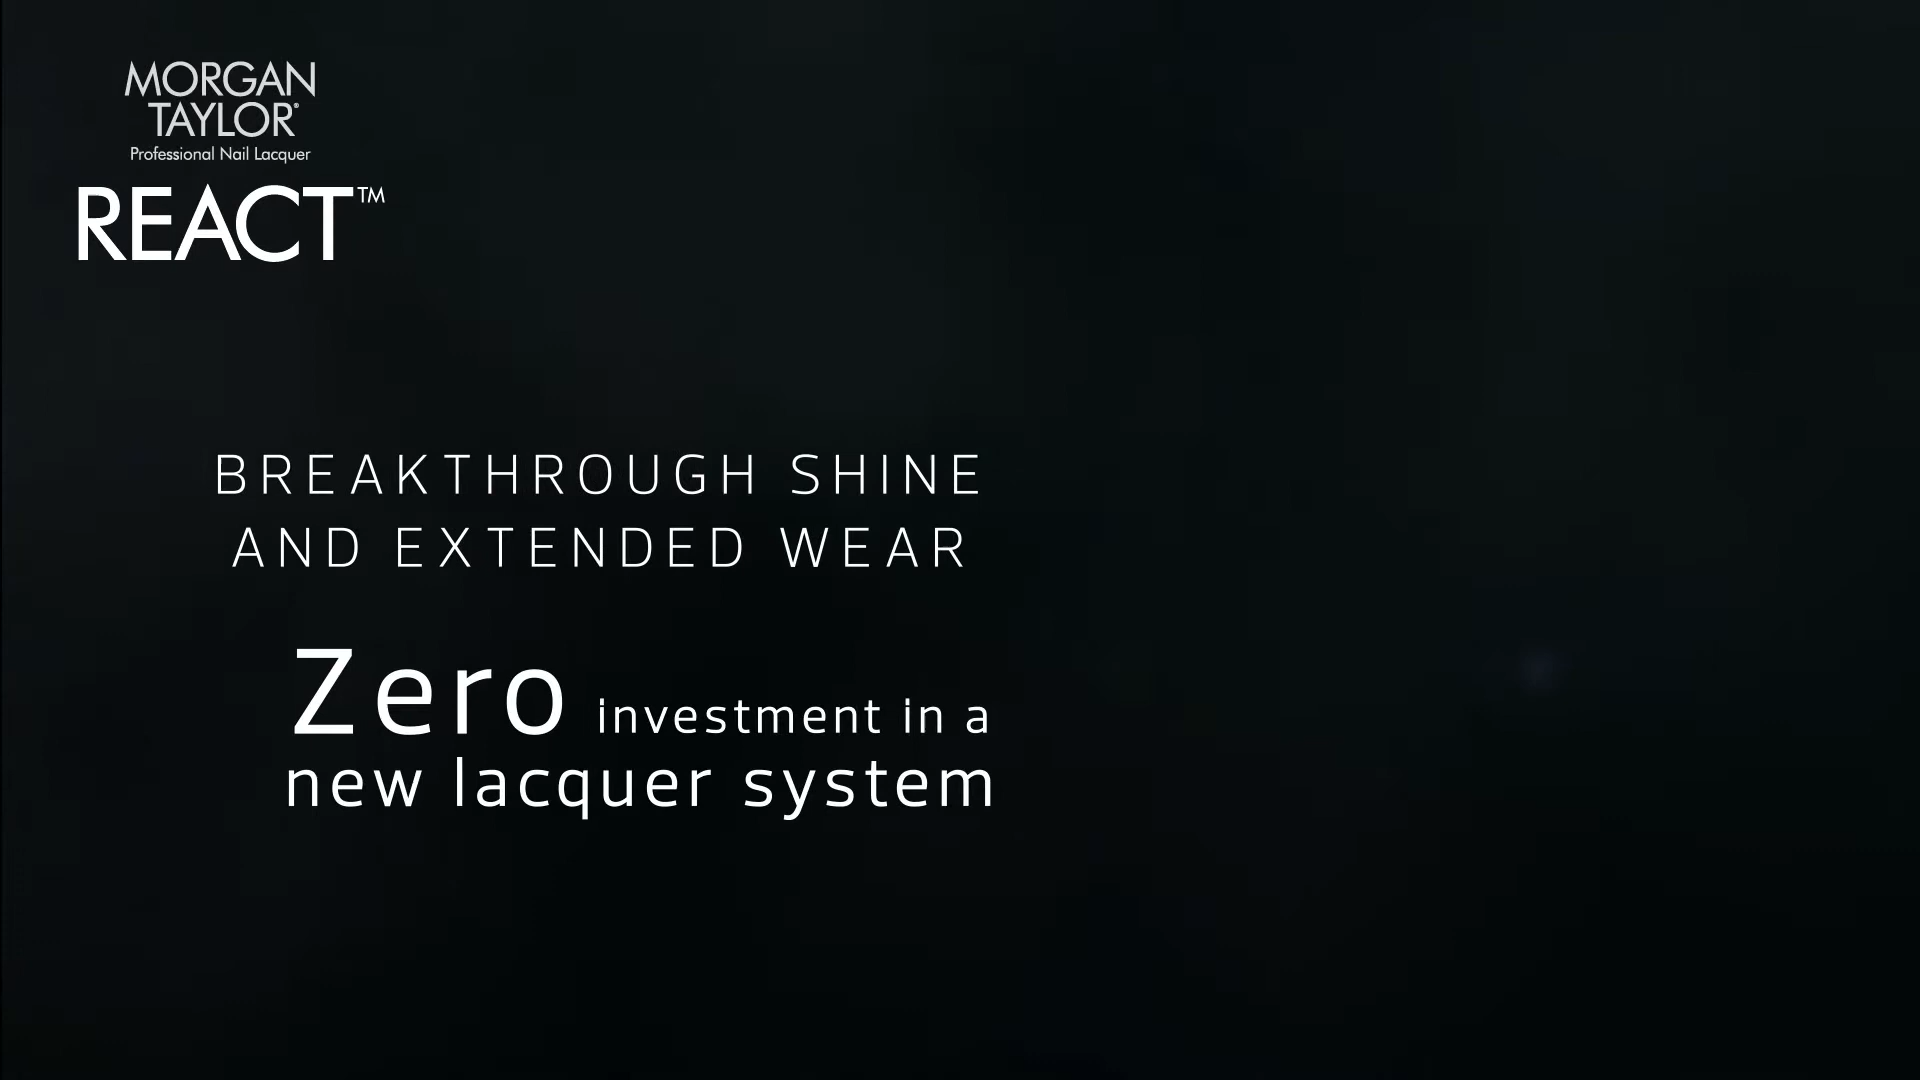 MORGAN
TAYLOR®
Professional Nail Lacquer
REACT™
BREAKTHROUGH SHINE
AND EXTENDED WEAR
Zero investment in a
new lacquer system